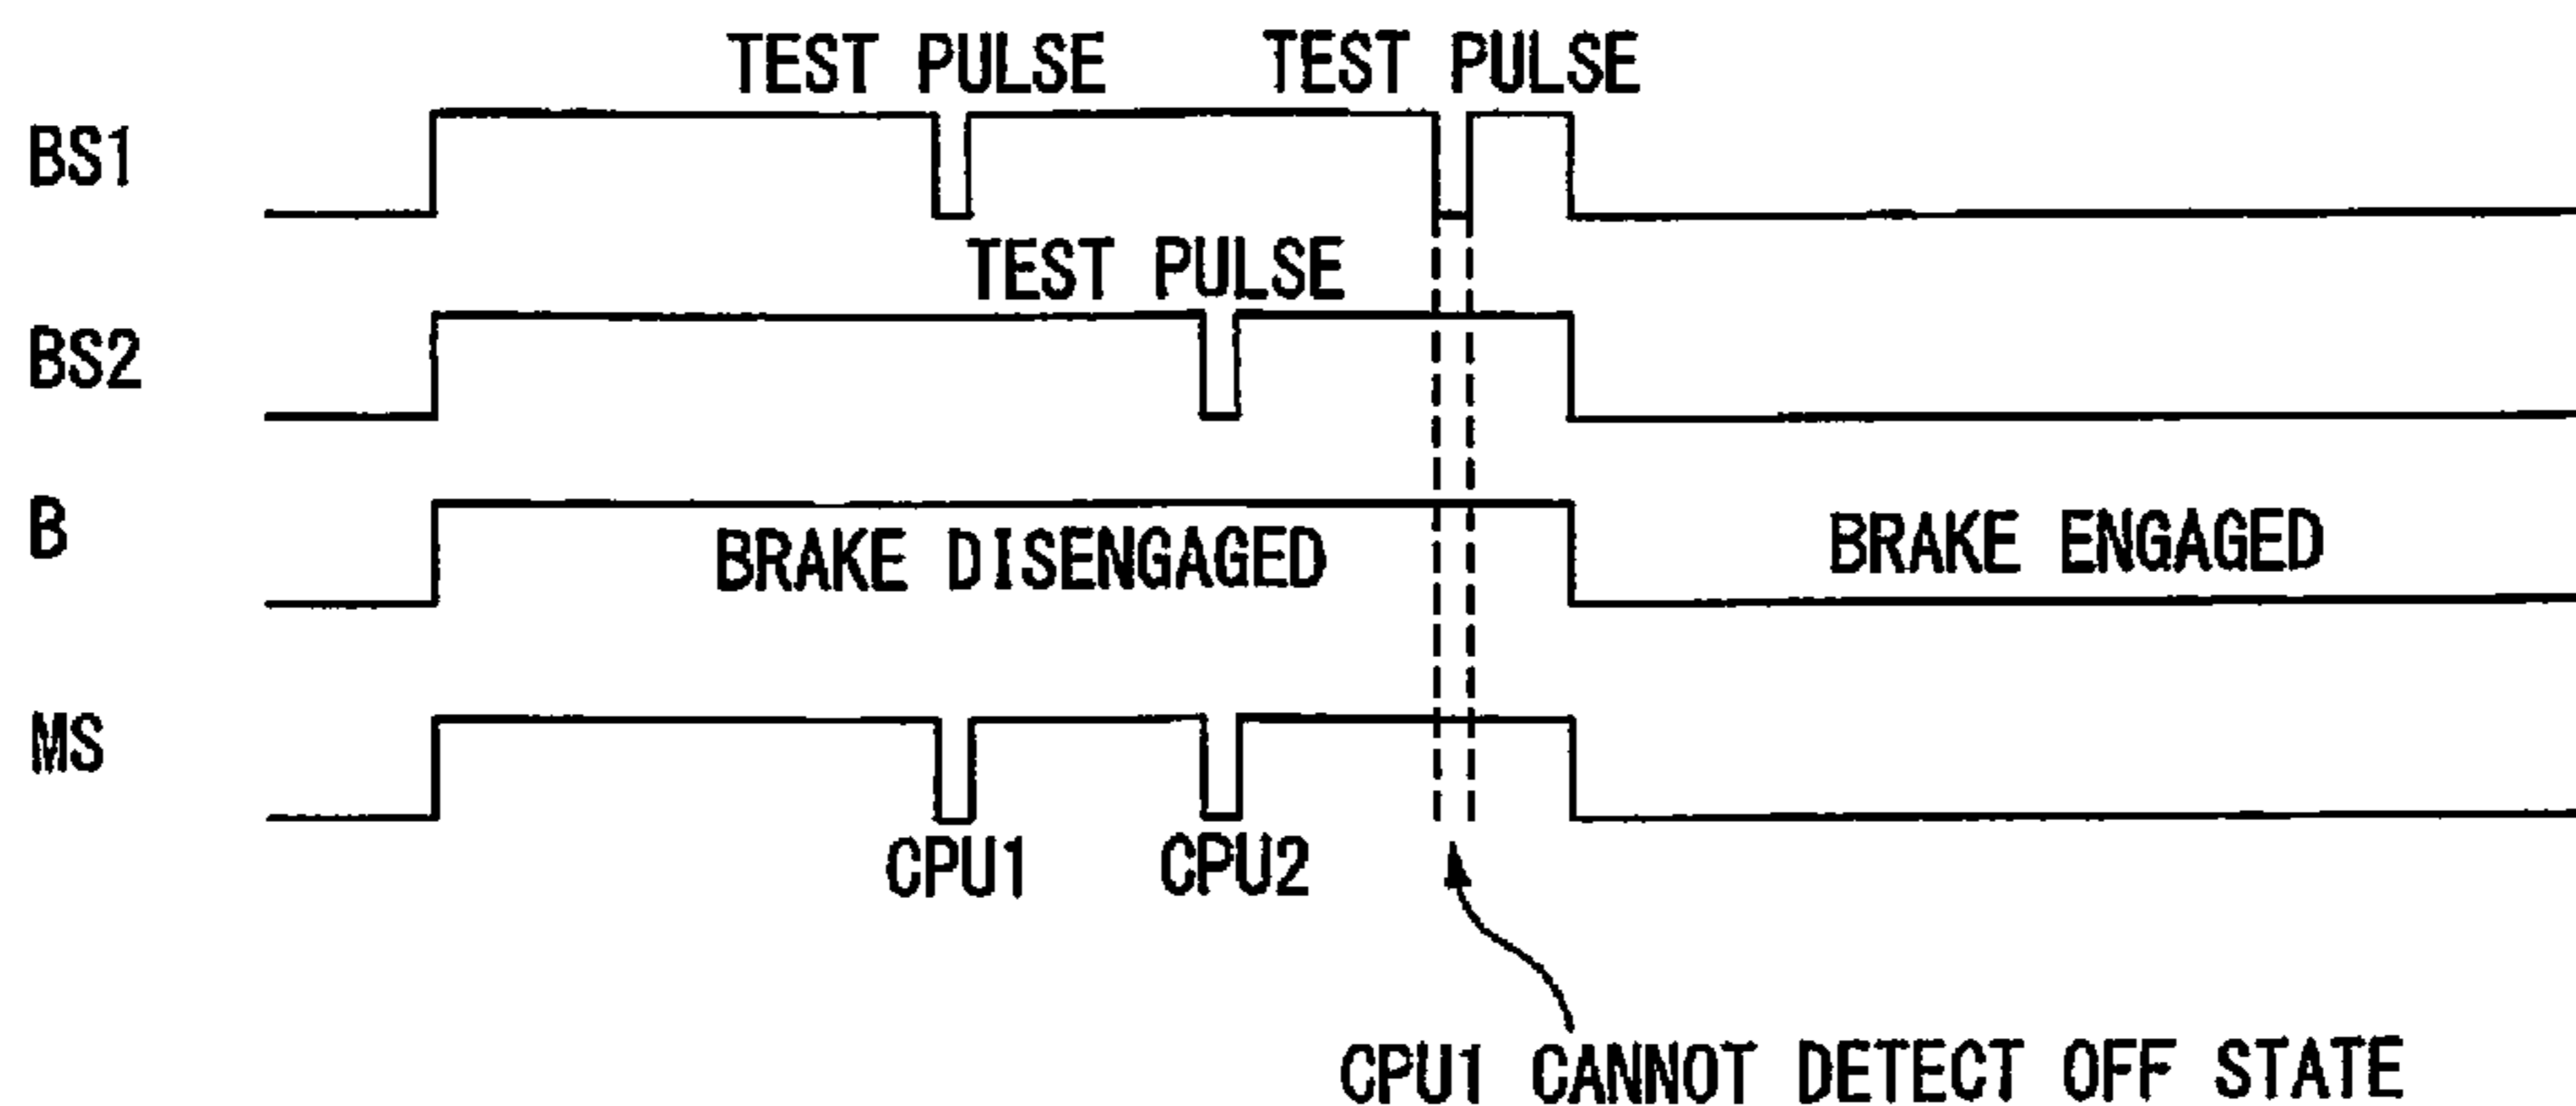 TEST PULSE TEST PULSE
BS1
TEST PULSE
BS2
B
BRAKE DISENGAGED BRAKE ENGAGED
MS
CPU1 CPU2
CPU1 CANNOT DETECT OFF STATE